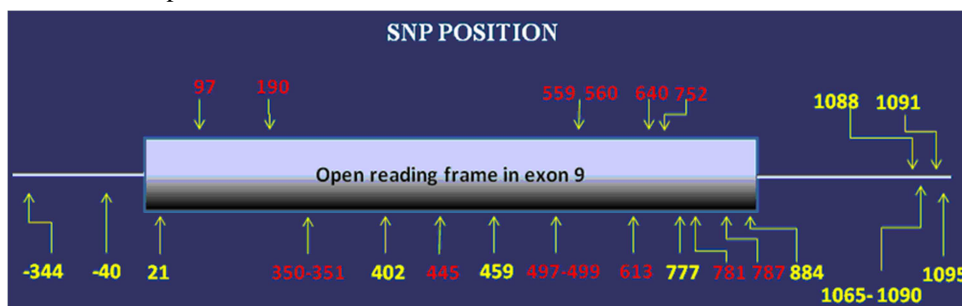 SNP POSITION
97 190 559 560 640 752 1088 1091
Open reading frame in exon 9
-344 -40 21 350-351 402 445 459 497-499 613 777 781 787 884 1095
1065-1090